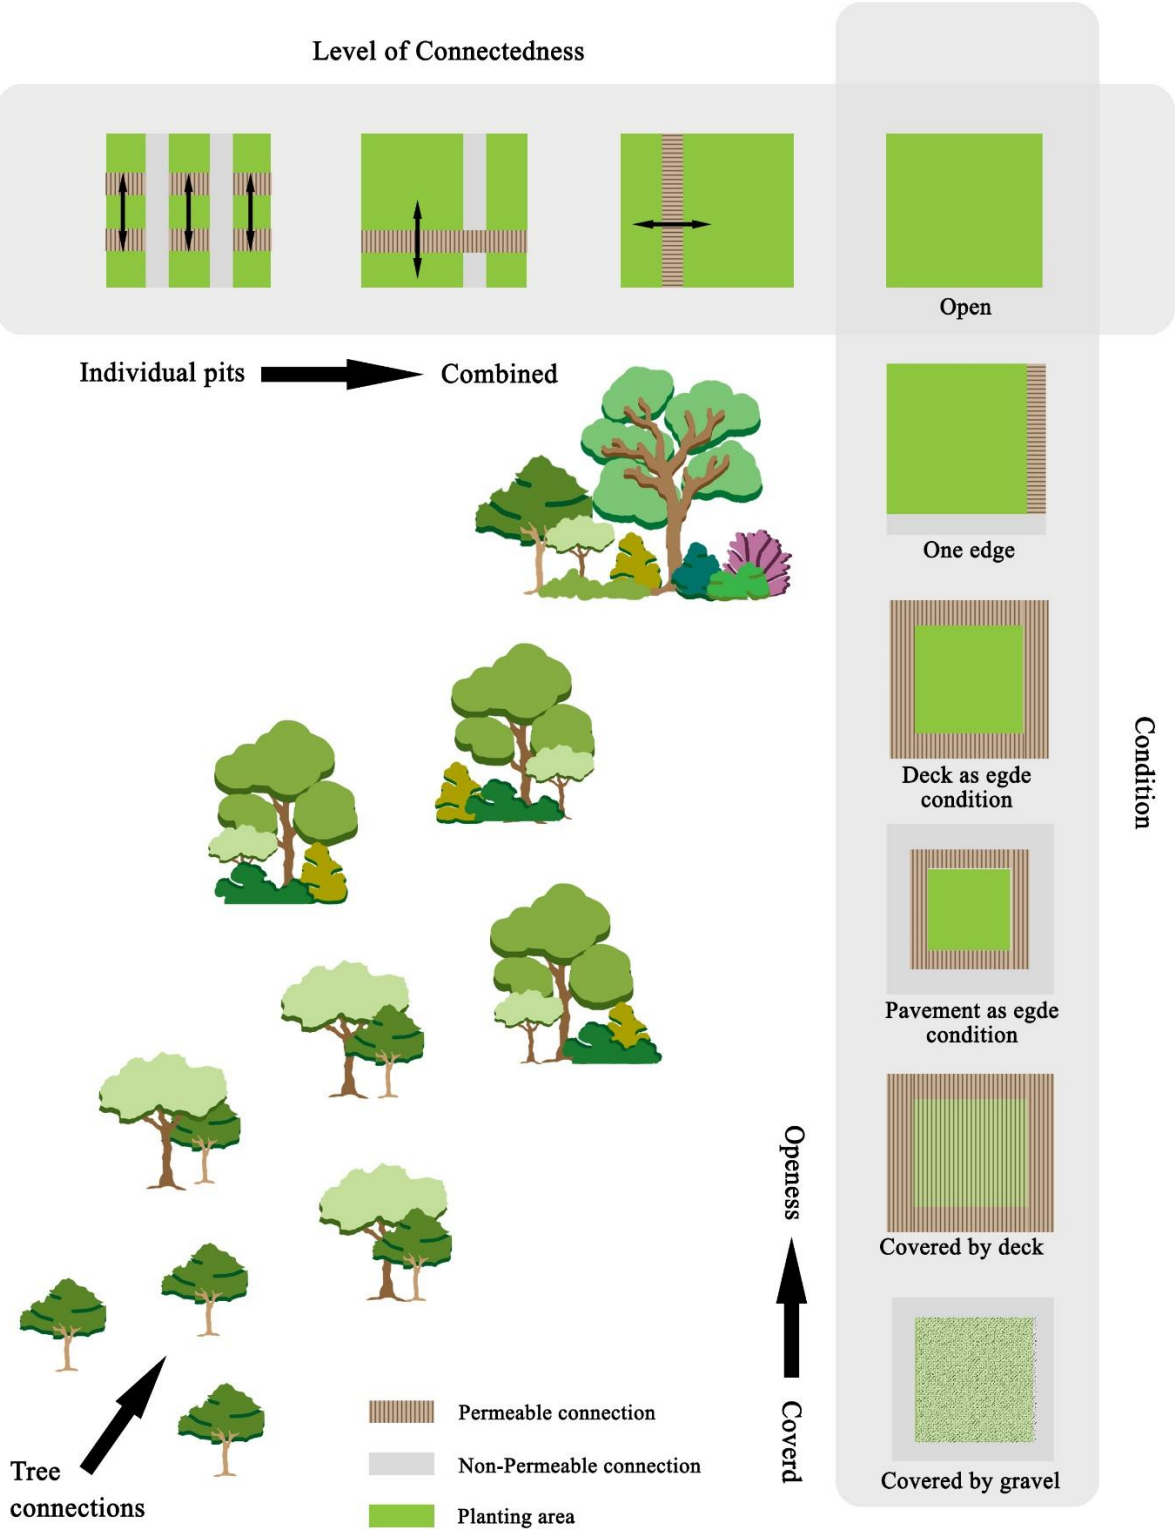 Level of Connectedness
Open
Individual pits
Combined
One edge
Deck as egde
condition
Condition
Pavement as egde
condition
Openess
Covered by deck
Coverd
Covered by gravel
Tree
connections
Permeable connection
Non-Permeable connection
Planting area